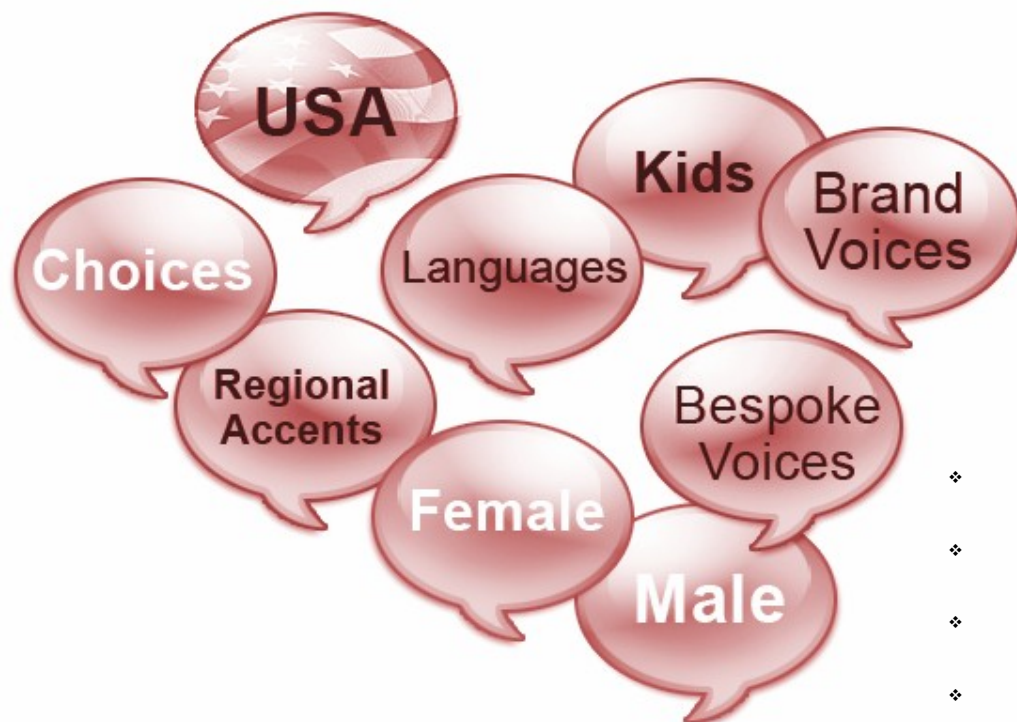 USA
Kids
Brand
Voices
Choices
Languages
Regional
Accents
Bespoke
Voices
Female
Male